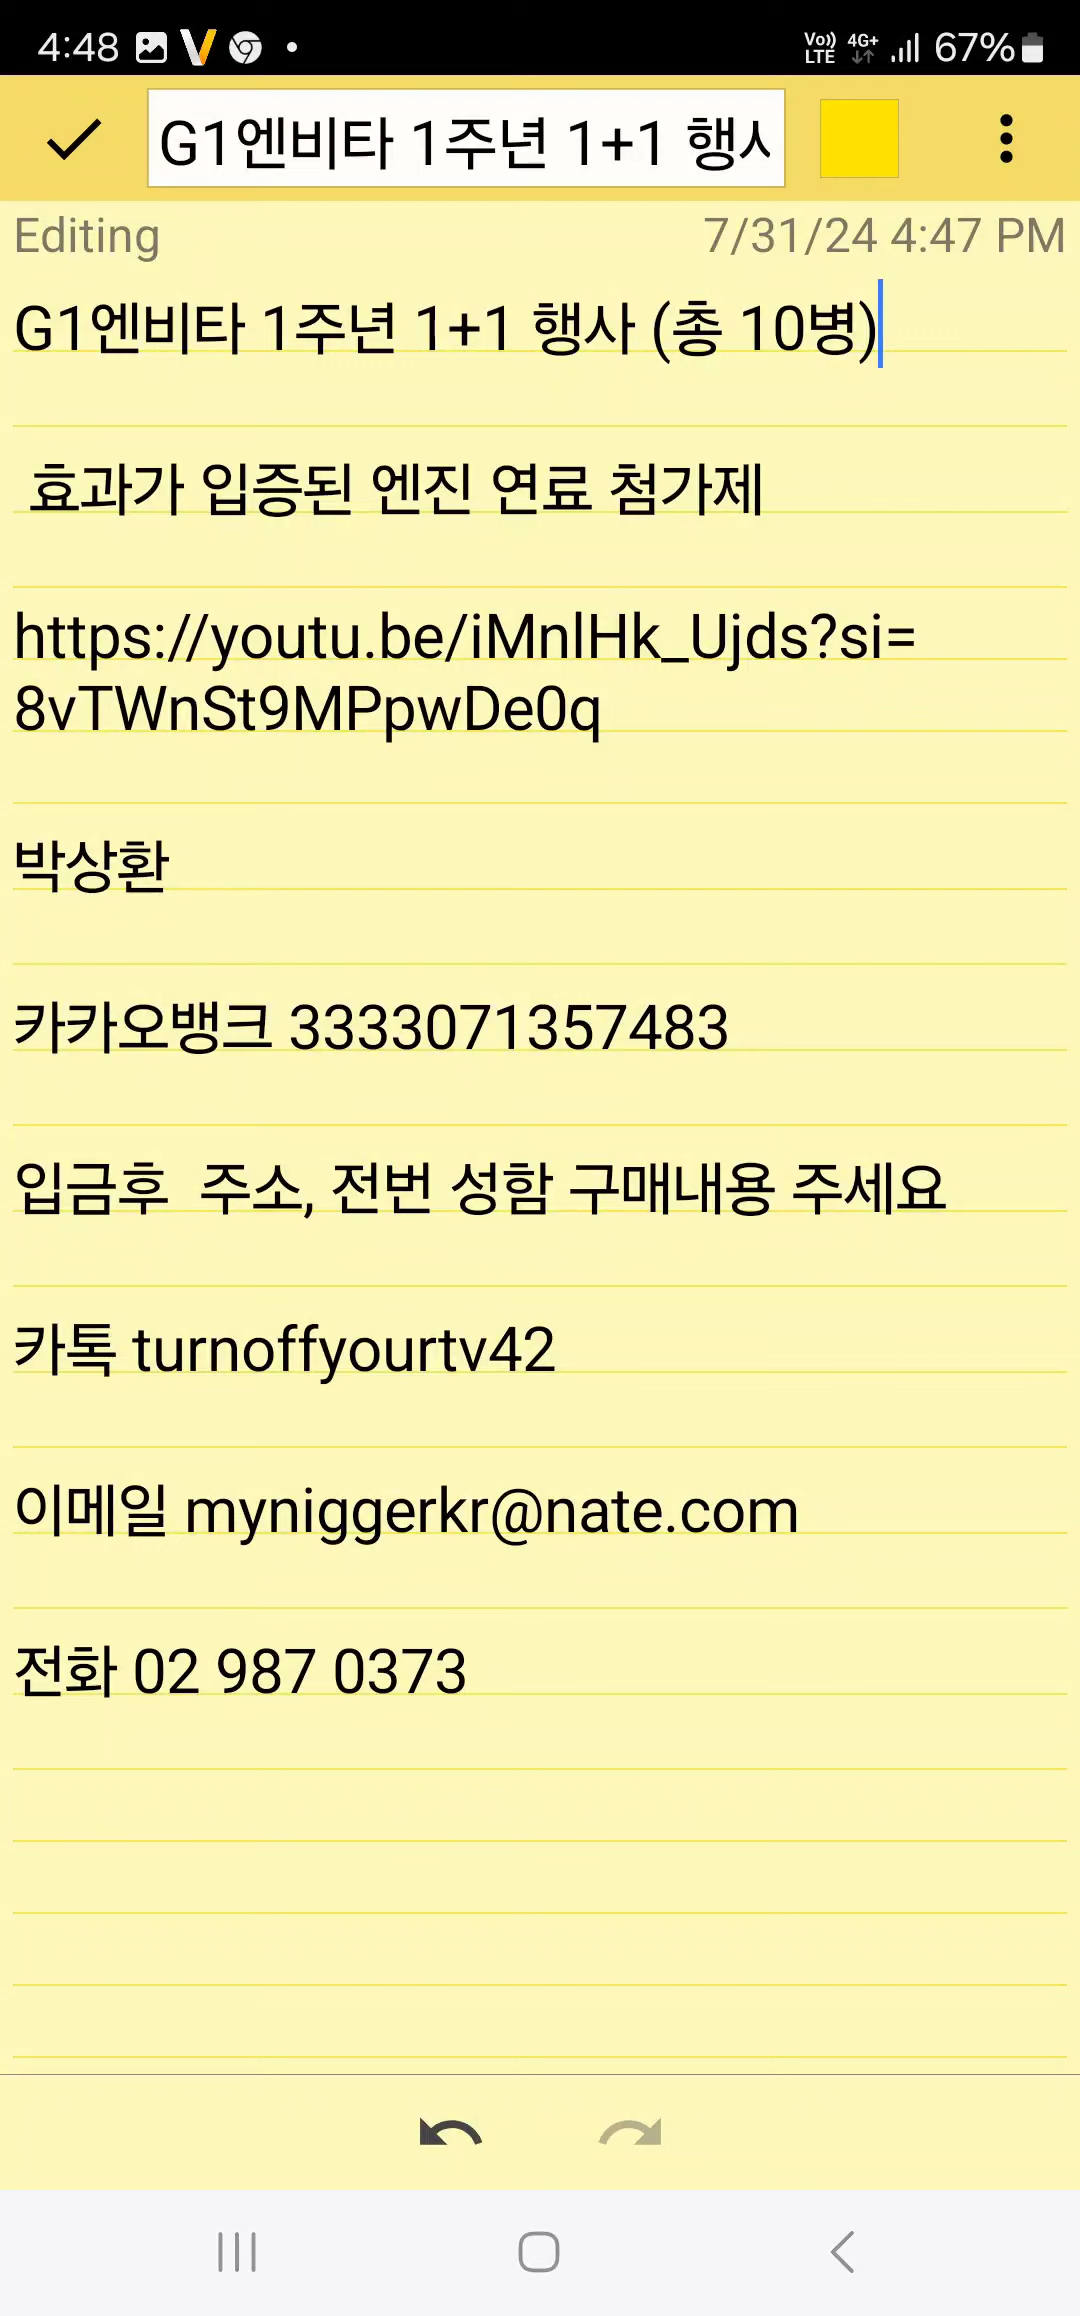 4:48 Vo)) LTE 4G+ 67%
G1엔비타 1주년 1+1 행사
Editing 7/31/24 4:47 PM
G1엔비타 1주년 1+1 행사 (총 10병)
효과가 입증된 엔진 연료 첨가제
https://youtu.be/iMnlHk_Ujds?si=
8vTWnSt9MPpwDe0q
박상환
카카오뱅크 3333071357483
입금후 주소, 전번 성함 구매내용 주세요
카톡 turnoffyourtv42
이메일 myniggerkr@nate.com
전화 02 987 0373